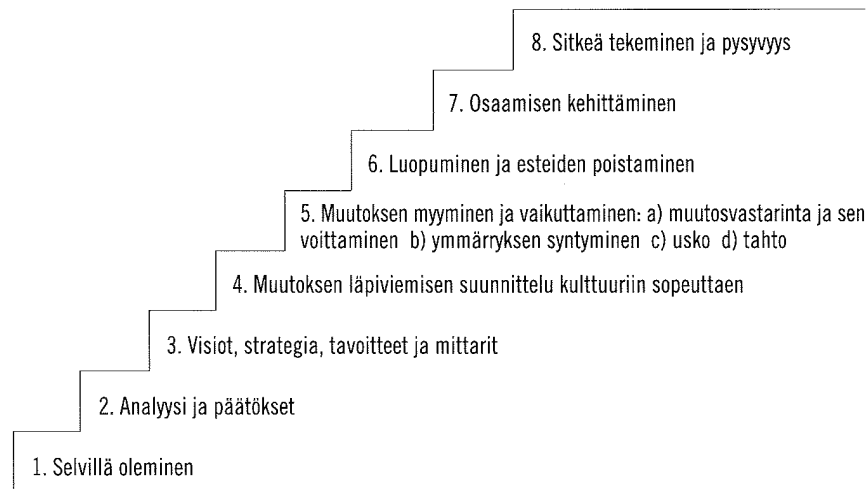 8. Sitkeä tekeminen ja pysyvyys
7. Osaamisen kehittäminen
6. Luopuminen ja esteiden poistaminen
5. Muutoksen myyminen ja vaikuttaminen: a) muutosvastarinta ja sen
voittaminen b) ymmärryksen syntyminen c) usko d) tahto
4. Muutoksen läpiviemisen suunnittelu kulttuuriin sopeuttaen
3. Visiot, strategia, tavoitteet ja mittarit
2. Analyysi ja päätökset
1. Selvillä oleminen